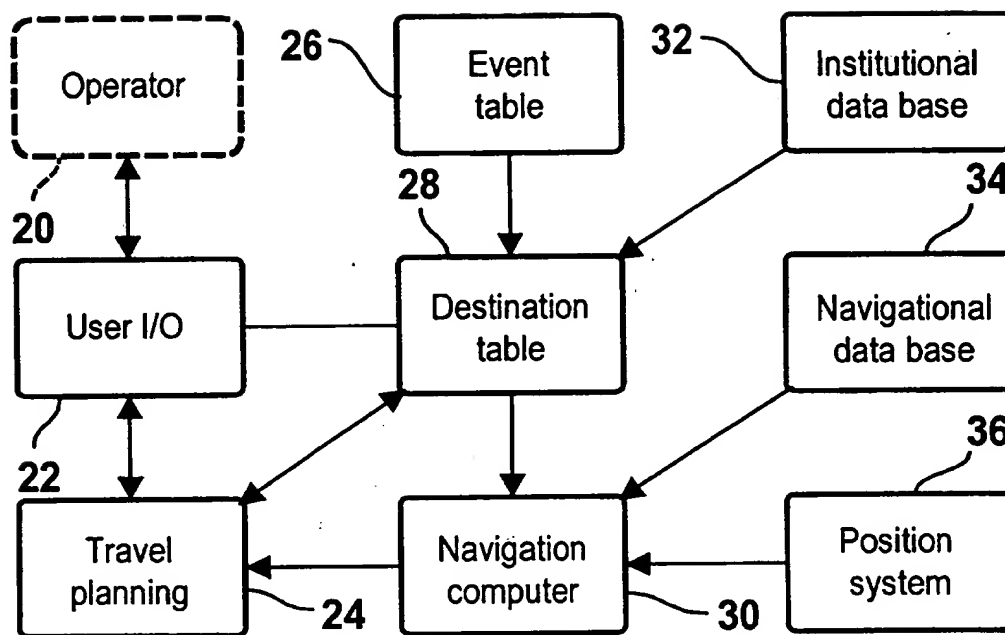 Operator
20
26
Event
table
32
Institutional
data base
28
34
User I/O
22
Destination
table
Navigational
data base
36
Travel
planning
24
Navigation
computer
30
Position
system